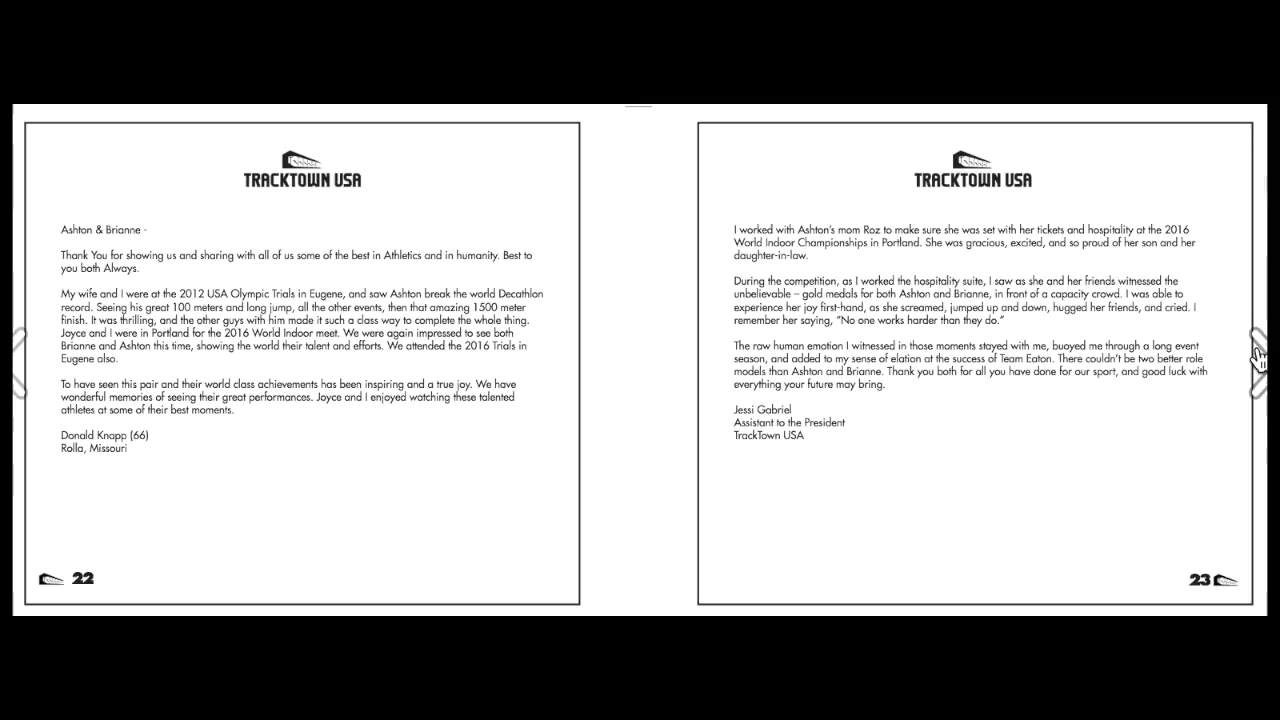 TRACKTOWN USA
Ashton & Brianne -
Thank You for showing us and sharing with all of us some of the best in Athletics and in humanity. Best to
you both Always.
My wife and I were at the 2012 USA Olympic Trials in Eugene, and saw Ashton break the world Decathlon
record. Seeing his great 100 meters and long jump, all the other events, then that amazing 1500 meter
finish. It was thrilling, and the other guys with him made it such a class way to complete the whole thing.
Joyce and I were in Portland for the 2016 World Indoor meet. We were again impressed to see both
Brianne and Ashton this time, showing the world their talent and efforts. We attended the 2016 Trials in
Eugene also.
To have seen this pair and their world class achievements has been inspiring and a true joy. We have
wonderful memories of seeing their great performances. Joyce and I enjoyed watching these talented
athletes at some of their best moments.
Donald Knapp (66)
Rolla, Missouri
22
TRACKTOWN USA
I worked with Ashton's mom Roz to make sure she was set with her tickets and hospitality at the 2016
World Indoor Championships in Portland. She was gracious, excited, and so proud of her son and her
daughter-in-law.
During the competition, as I worked the hospitality suite, I saw as she and her friends witnessed the
unbelievable – gold medals for both Ashton and Brianne, in front of a capacity crowd. I was able to
experience her joy first-hand, as she screamed, jumped up and down, hugged her friends, and cried. I
remember her saying, "No one works harder than they do."
The raw human emotion I witnessed in those moments stayed with me, buoyed me through a long event
season, and added to my sense of elation at the success of Team Eaton. There couldn't be two better role
models than Ashton and Brianne. Thank you both for all you have done for our sport, and good luck with
everything your future may bring.
Jessi Gabriel
Assistant to the President
TrackTown USA
23